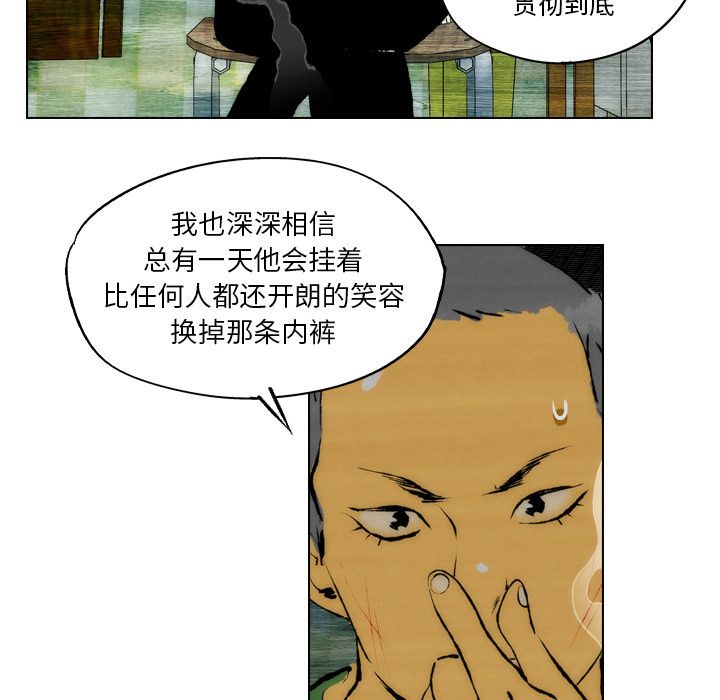 贯彻到底
我也深深相信
总有一天他会挂着
比任何人都还开朗的笑容
换掉那条内裤